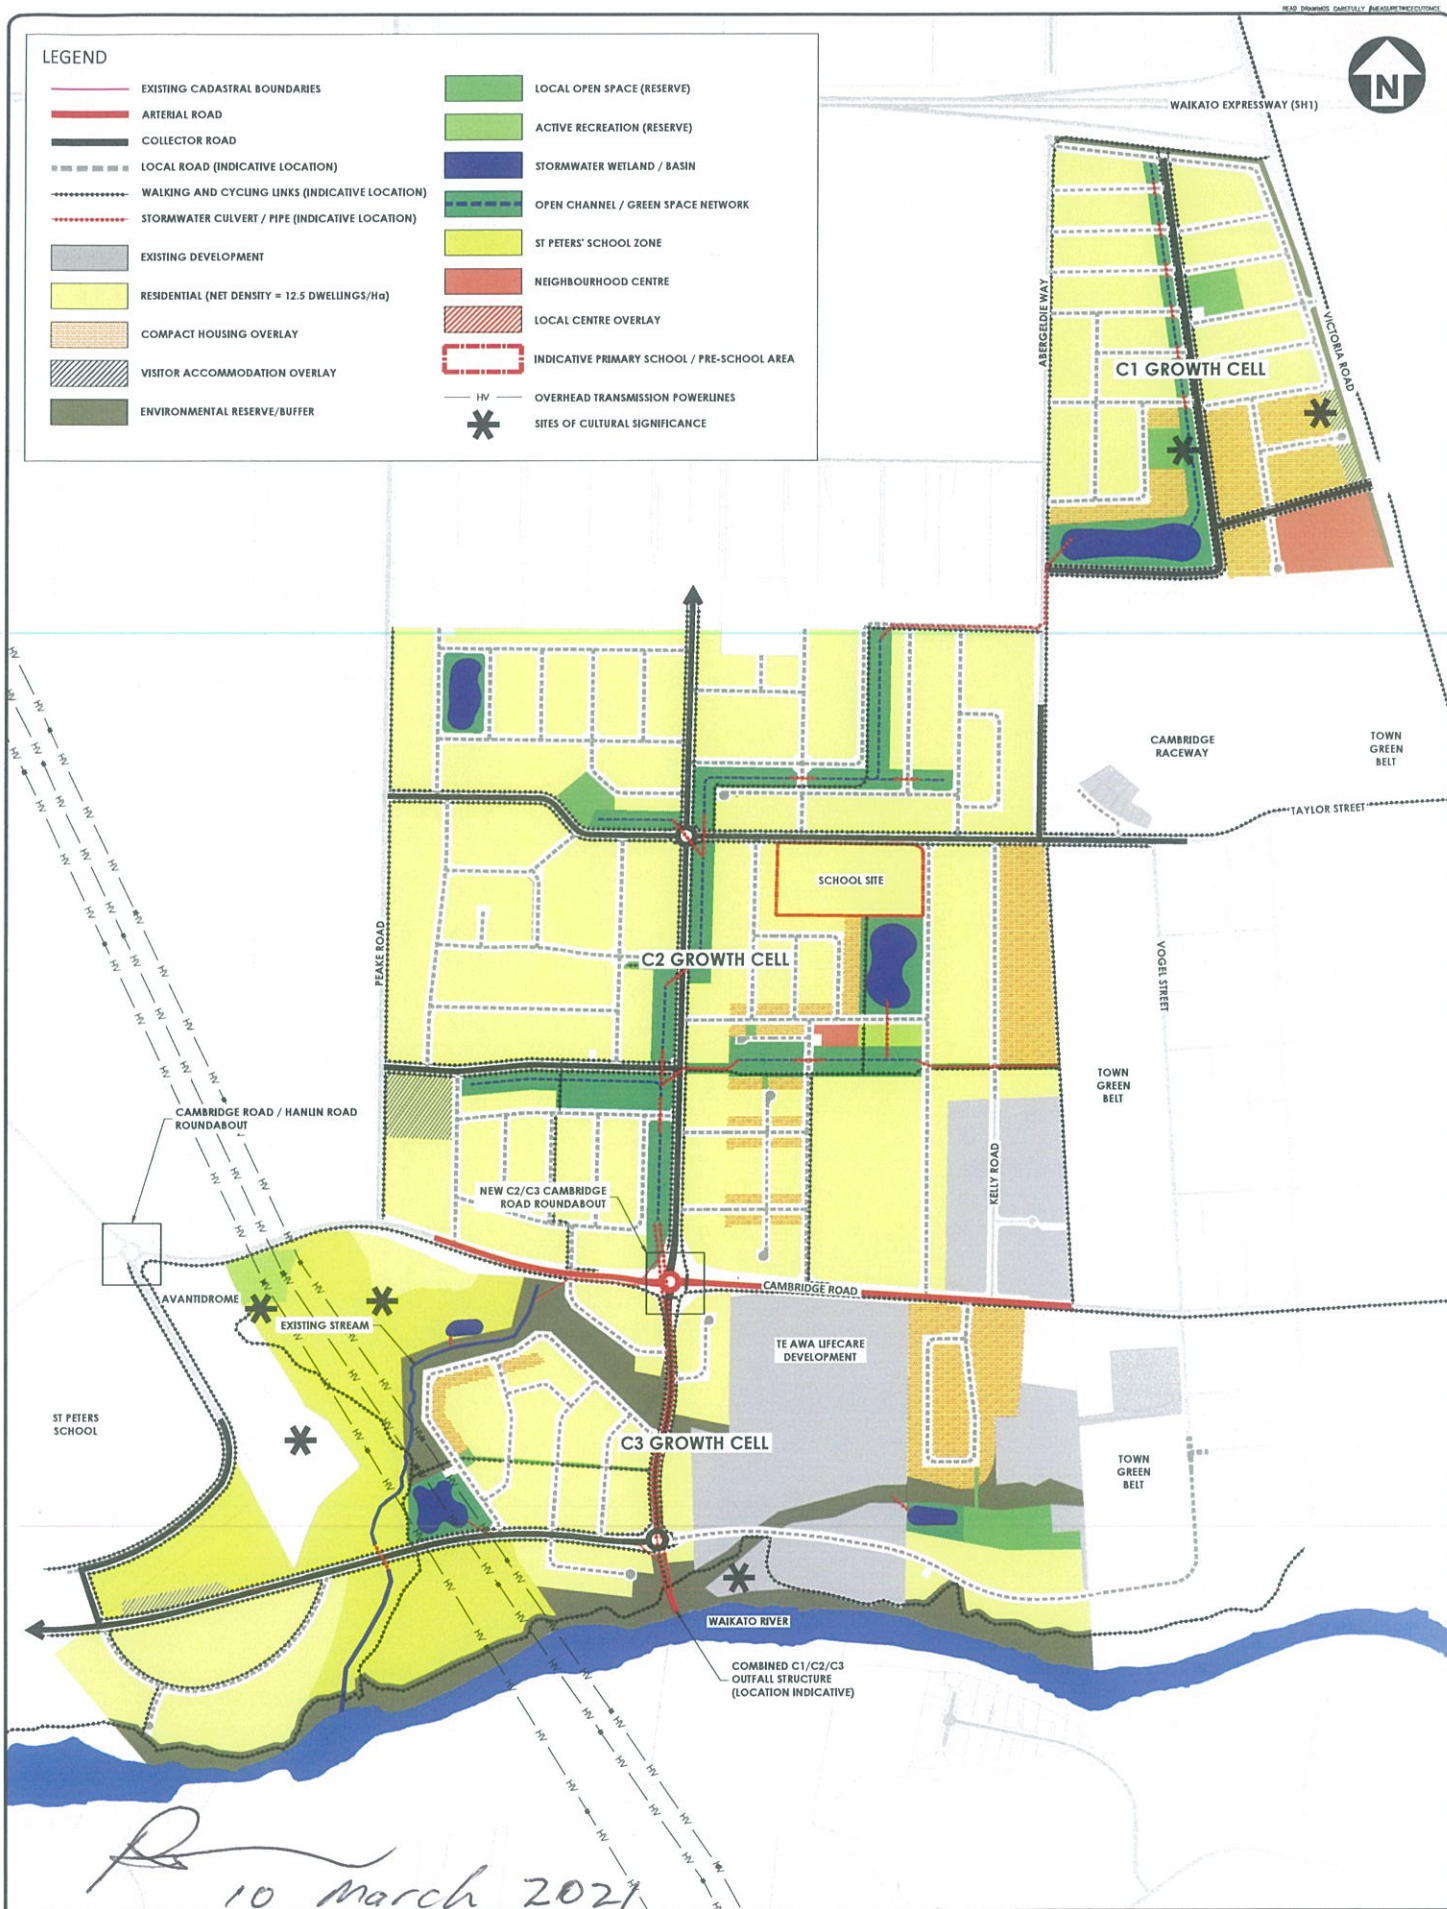 READ DRAWINGS CAREFULLY #MEASURETWICECUTONCE
LEGEND
EXISTING CADASTRAL BOUNDARIES
ARTERIAL ROAD
COLLECTOR ROAD
LOCAL ROAD (INDICATIVE LOCATION)
WALKING AND CYCLING LINKS (INDICATIVE LOCATION)
STORMWATER CULVERT / PIPE (INDICATIVE LOCATION)
EXISTING DEVELOPMENT
RESIDENTIAL (NET DENSITY = 12.5 DWELLINGS/Ha)
COMPACT HOUSING OVERLAY
VISITOR ACCOMMODATION OVERLAY
ENVIRONMENTAL RESERVE/BUFFER
LOCAL OPEN SPACE (RESERVE)
ACTIVE RECREATION (RESERVE)
STORMWATER WETLAND / BASIN
OPEN CHANNEL / GREEN SPACE NETWORK
ST PETERS' SCHOOL ZONE
NEIGHBOURHOOD CENTRE
LOCAL CENTRE OVERLAY
INDICATIVE PRIMARY SCHOOL / PRE-SCHOOL AREA
HV
OVERHEAD TRANSMISSION POWERLINES
SITES OF CULTURAL SIGNIFICANCE
N
WAIKATO EXPRESSWAY (SH1)
ABERGELDIE WAY
VICTORIA ROAD
C1 GROWTH CELL
CAMBRIDGE
RACEWAY
TOWN
GREEN
BELT
TAYLOR STREET
SCHOOL SITE
PEAKE ROAD
C2 GROWTH CELL
VOGEL STREET
TOWN
GREEN
BELT
CAMBRIDGE ROAD / HANLIN ROAD
ROUNDABOUT
KELLY ROAD
NEW C2/C3 CAMBRIDGE
ROAD ROUNDABOUT
CAMBRIDGE ROAD
AVANTIDROME
EXISTING STREAM
TE AWA LIFECARE
DEVELOPMENT
ST PETERS
SCHOOL
C3 GROWTH CELL
TOWN
GREEN
BELT
WAIKATO RIVER
COMBINED C1/C2/C3
OUTFALL STRUCTURE
(LOCATION INDICATIVE)
10 March 2021